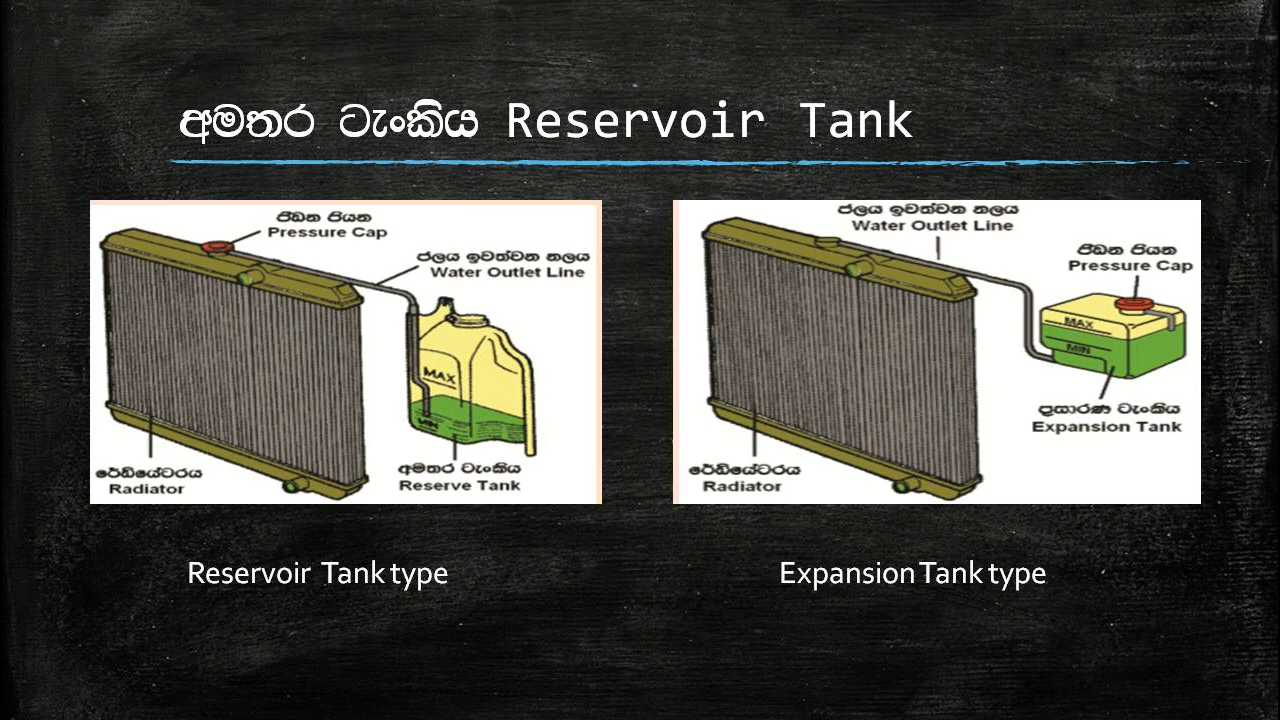 අමතර ටැංකිය Reservoir Tank
පීඩන පියන
Pressure Cap
ජලය ඉවත්වන නලය
Water Outlet Line
MAX
MIN
රේඩියේටරය
Radiator
අමතර ටැංකිය
Reserve Tank
ජලය ඉවත්වන නලය
Water Outlet Line
පීඩන පියන
Pressure Cap
MAX
MIN
ප්‍රසාරණ ටැංකිය
Expansion Tank
රේඩියේටරය
Radiator
Reservoir Tank type
Expansion Tank type